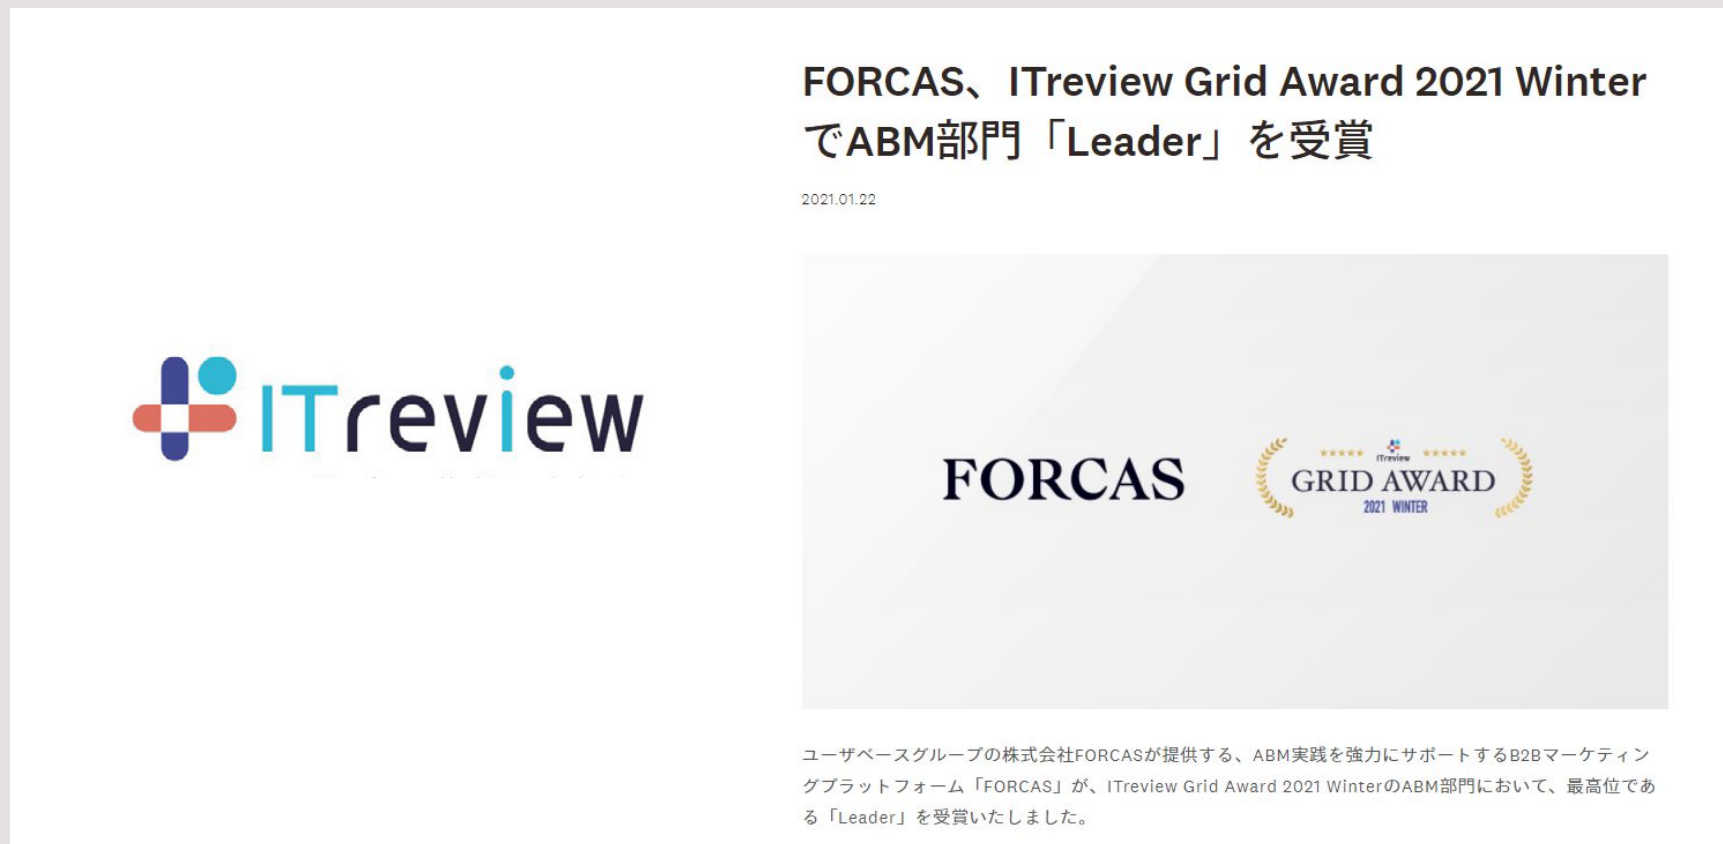 ITreview
FORCAS、ITreview Grid Award 2021 Winter
でABM部門「Leader」を受賞
2021.01.22
FORCAS
ITreview
GRID AWARD
2021 WINTER
ユーザベースグループの株式会社FORCASが提供する、ABM実践を強力にサポートするB2Bマーケティン
グプラットフォーム「FORCAS」が、ITreview Grid Award 2021 WinterのABM部門において、最高位であ
る「Leader」を受賞いたしました。